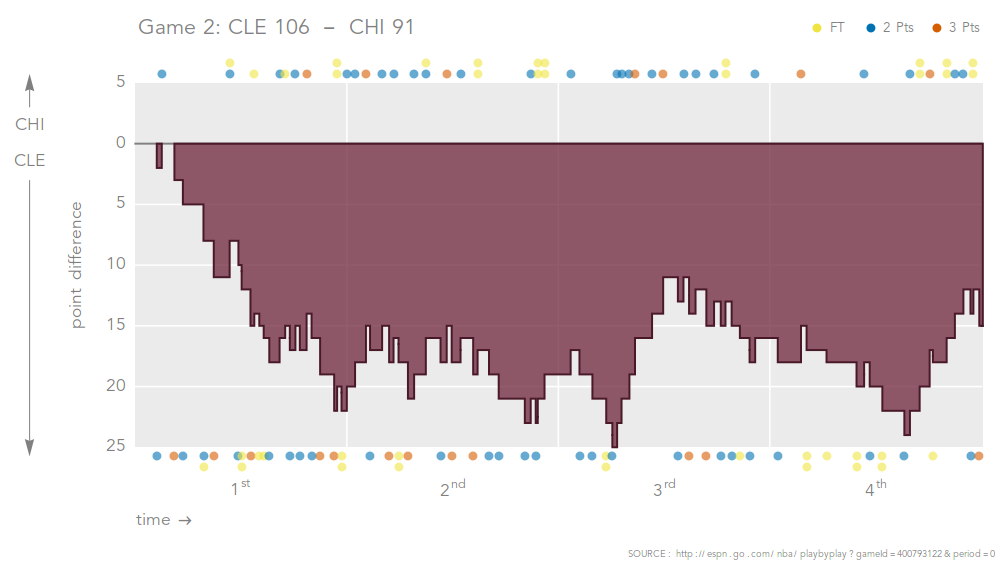 Game 2: CLE 106 – CHI 91
FT
2 Pts
3 Pts
CHI
CLE
point difference
5
0
5
10
15
20
25
1st
2nd
3rd
4th
time →
SOURCE : http://espn.go.com/nba/playbyplay?gameId=400793122&period=0